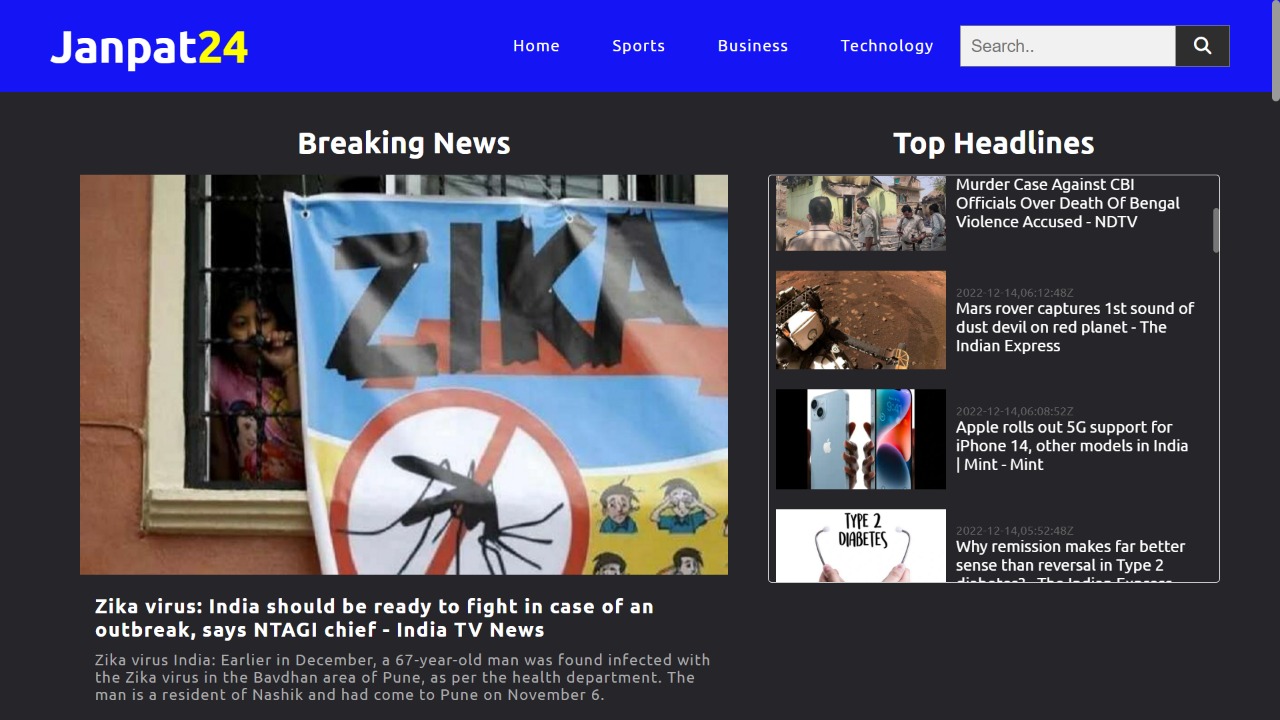 Janpat24
Home
Sports
Business
Technology
Search..
Breaking News
ZIKA
Zika virus: India should be ready to fight in case of an
outbreak, says NTAGI chief - India TV News
Zika virus India: Earlier in December, a 67-year-old man was found infected with
the Zika virus in the Bavdhan area of Pune, as per the health department. The
man is a resident of Nashik and had come to Pune on November 6.
Top Headlines
Murder Case Against CBI
Officials Over Death Of Bengal
Violence Accused - NDTV
2022-12-14,06:12:48Z
Mars rover captures 1st sound of
dust devil on red planet - The
Indian Express
2022-12-14,06:08:52Z
Apple rolls out 5G support for
iPhone 14, other models in India
| Mint - Mint
TYPE 2
DIABETES
2022-12-14,05:52:48Z
Why remission makes far better
sense than reversal in Type 2
diabetes? - The Indian Express